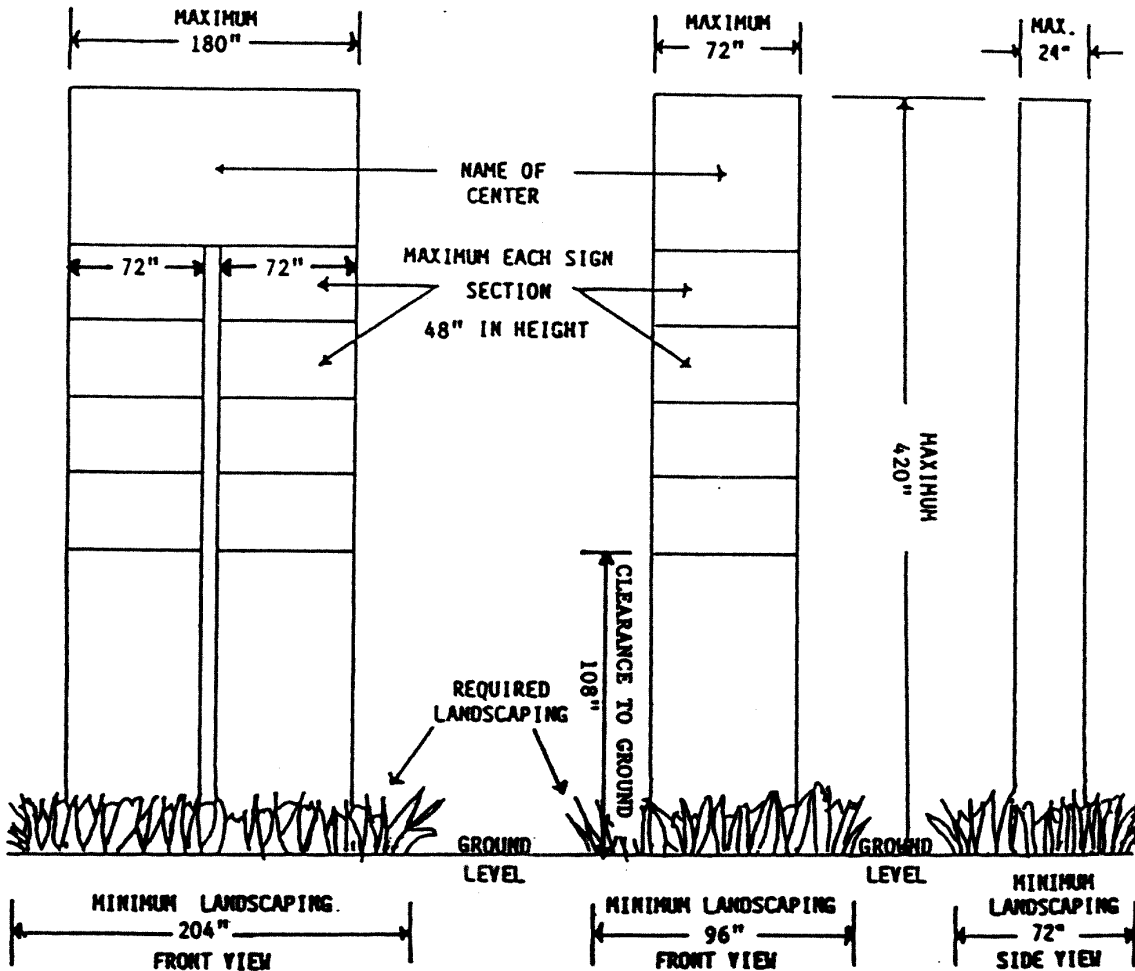 MAXIMUM
180"
MAXIMUM
72"
MAX.
24"
NAME OF
CENTER
72"
72"
MAXIMUM EACH SIGN
SECTION
48" IN HEIGHT
MAXIMUM
420"
CLEARANCE TO GROUND
108"
REQUIRED
LANDSCAPING
GROUND
LEVEL
GROUND
LEVEL
MINIMUM LANDSCAPING.
204"
FRONT VIEW
MINIMUM LANDSCAPING
96"
FRONT VIEW
MINIMUM
LANDSCAPING
72"
SIDE VIEW